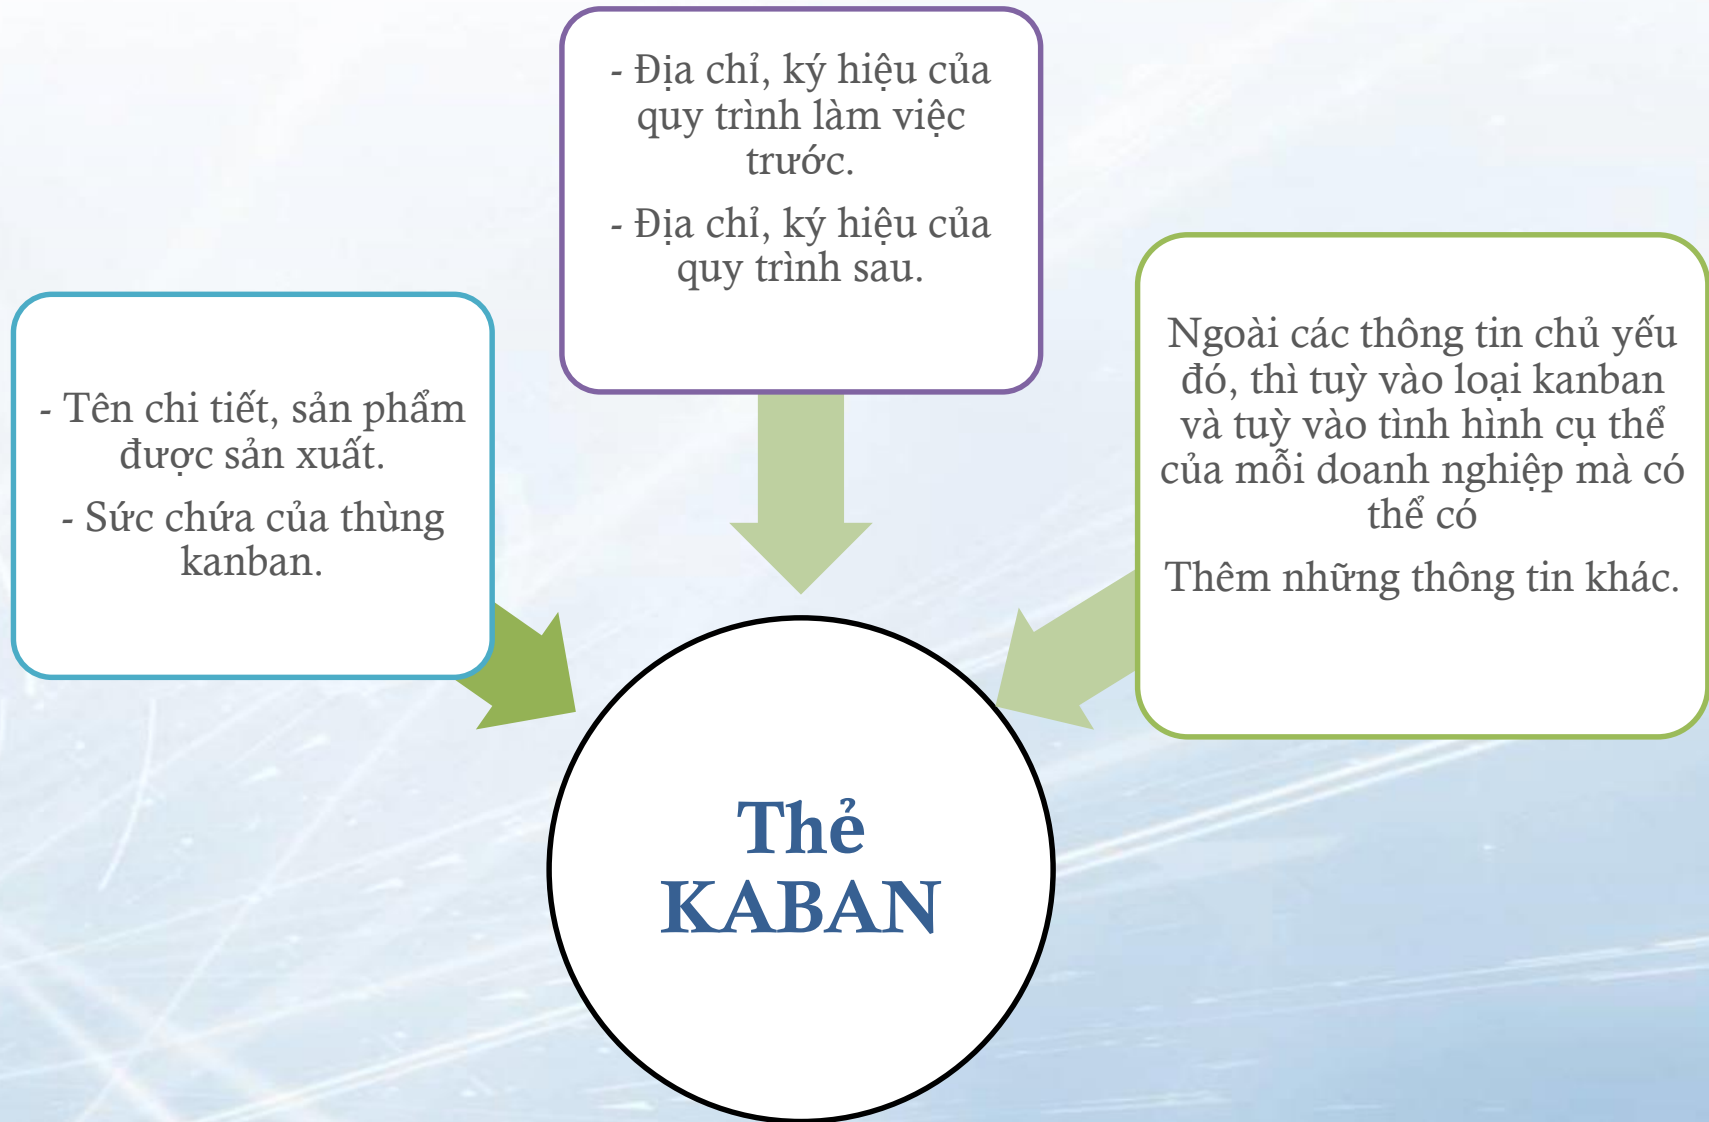 - Địa chỉ, ký hiệu của
quy trình làm việc
trước.
- Địa chỉ, ký hiệu của
quy trình sau.
- Tên chi tiết, sản phẩm
được sản xuất.
- Sức chứa của thùng
kanban.
Ngoài các thông tin chủ yếu
đó, thì tuỳ vào loại kanban
và tuỳ vào tình hình cụ thể
của mỗi doanh nghiệp mà có
thể có
Thêm những thông tin khác.
Thẻ
KABAN